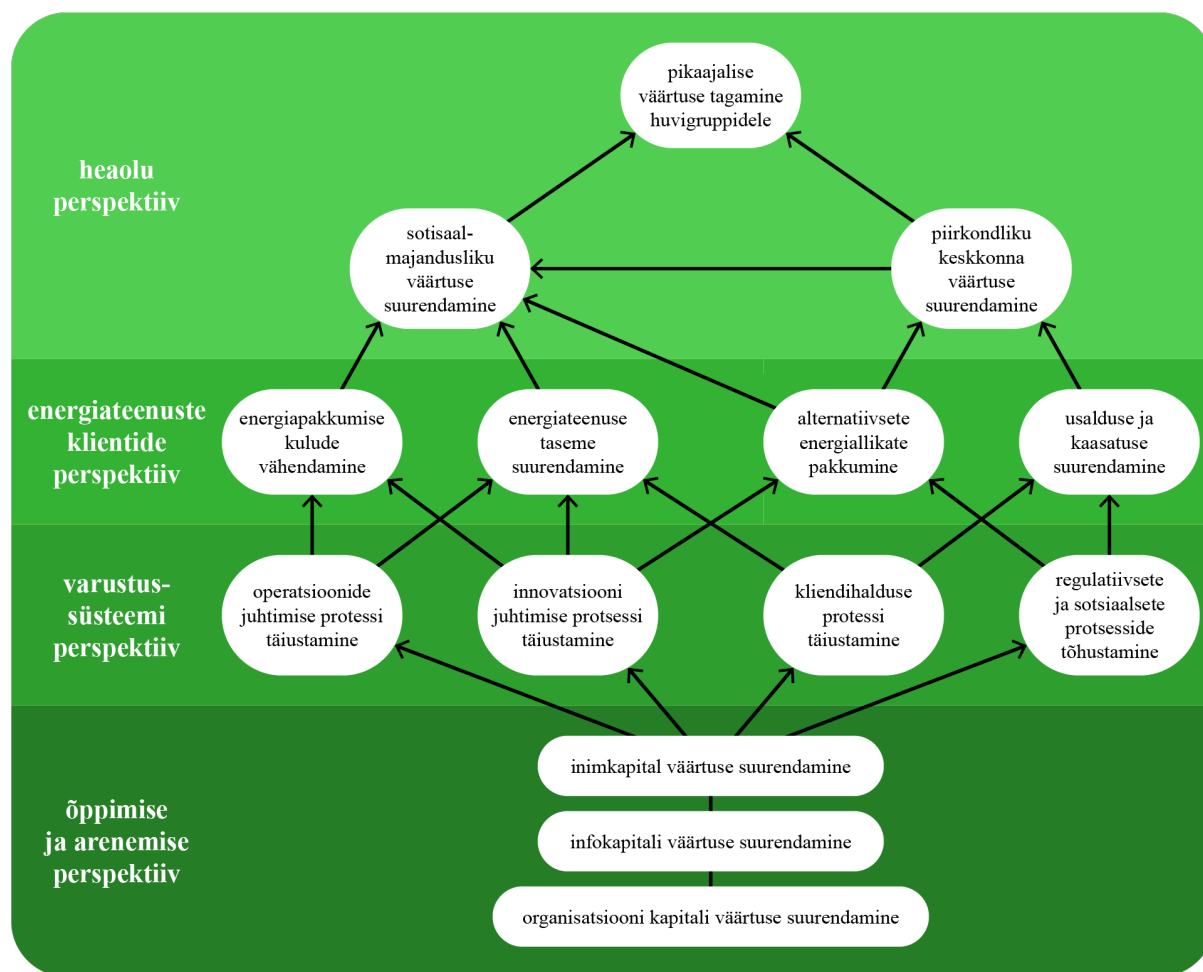 pikaajalise
väärtuse tagamine
huvigruppidele
heaolu
perspektiiv
sotisaal-
majandusliku
väärtuse
suurendamine
piirkondliku
keskkonna
väärtuse
suurendamine
energiateenuste
klientide
perspektiiv
energiapakkumise
kulude
vähendamine
energiateenuse
taseme
suurendamine
alternatiivsete
energiallikate
pakkumine
usalduse ja
kaasatuse
suurendamine
varustus-
süsteemi
perspektiiv
operatsioonide
juhtimise protessi
täiustamine
innovatsiooni
juhtimise protsessi
täiustamine
kliendihalduse
protessi
täiustamine
regulatiivsete
ja sotsiaalsete
protsesside
tõhustamine
õppimise
ja arenemise
perspektiiv
inimkapital väärtuse suurendamine
infokapitali väärtuse suurendamine
organisatsiooni kapitali väärtuse suurendamine